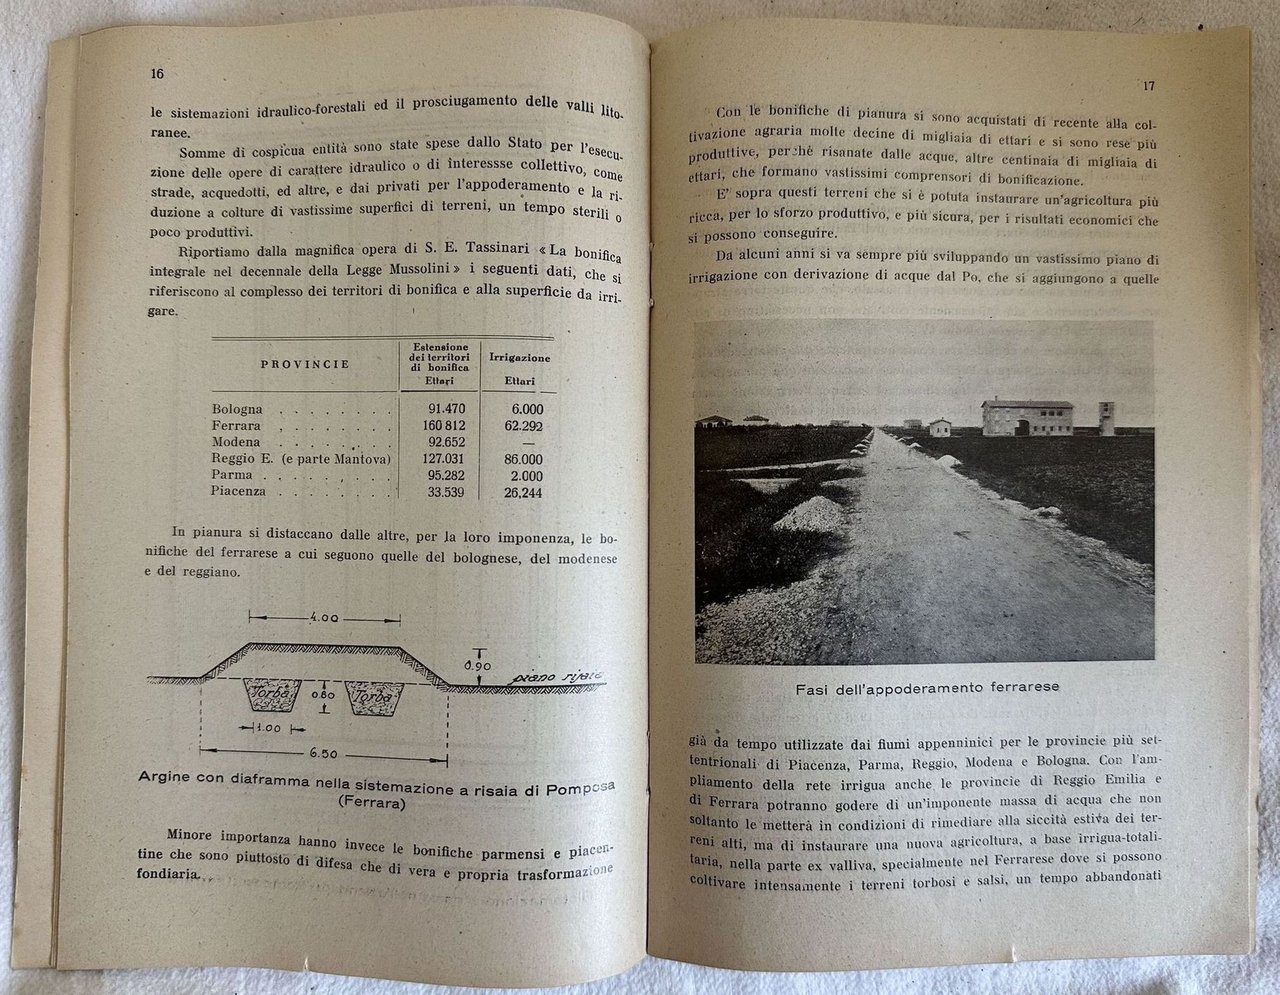 16
le sistemazioni idraulico-forestali ed il prosciugamento delle valli lito-
ranee.
Somme di cospicua entità sono state spese dallo Stato per l'esecu-
zione delle opere di carattere idraulico o di interessse collettivo, come
strade, acquedotti, ed altre, e dai privati per l'appoderamento e la ri-
duzione a colture di vastissime superfici di terreni, un tempo sterili o
poco produttivi.
Riportiamo dalla magnifica opera di S. E. Tassinari « La bonifica
integrale nel decennale della Legge Mussolini » i seguenti dati, che si
riferiscono al complesso dei territori di bonifica e alla superficie da irri-
gare.
PROVINCIE | Estensione dei territori di bonifica Ettari | Irrigazione Ettari
Bologna . . . . . . . . 91.470 6.000
Ferrara . . . . . . . . 160 812 62.292
Modena . . . . . . . . 92.652 —
Reggio E. (e parte Mantova) 127.031 86.000
Parma . . . . . . . . 95.282 2.000
Piacenza . . . . . . . . 33.539 26,244
In pianura si distaccano dalle altre, per la loro imponenza, le bo-
nifiche del ferrarese a cui seguono quelle del bolognese, del modenese
e del reggiano.
4.00
0.90
piano risaie
Torba 0.80 Torba
1.00
6.50
Argine con diaframma nella sistemazione a risaia di Pomposa
(Ferrara)
Minore importanza hanno invece le bonifiche parmensi e piacen-
tine che sono piuttosto di difesa che di vera e propria trasformazione
fondiaria.
17
Con le bonifiche di pianura si sono acquistati di recente alla col-
tivazione agraria molte decine di migliaia di ettari e si sono rese più
produttive, perchè risanate dalle acque, altre centinaia di migliaia di
ettari, che formano vastissimi comprensori di bonificazione.
E' sopra questi terreni che si è potuta instaurare un'agricoltura più
ricca, per lo sforzo produttivo, e più sicura, per i risultati economici che
si possono conseguire.
Da alcuni anni si va sempre più sviluppando un vastissimo piano di
irrigazione con derivazione di acque dal Po, che si aggiungono a quelle
Fasi dell'appoderamento ferrarese
già da tempo utilizzate dai fiumi appenninici per le provincie più set-
tentrionali di Piacenza, Parma, Reggio, Modena e Bologna. Con l'am-
pliamento della rete irrigua anche le provincie di Reggio Emilia e
di Ferrara potranno godere di un'imponente massa di acqua che non
soltanto le metterà in condizioni di rimediare alla siccità estiva dei ter-
reni alti, ma di instaurare una nuova agricoltura, a base irrigua-totali-
taria, nella parte ex valliva, specialmente nel Ferrarese dove si possono
coltivare intensamente i terreni torbosi e salsi, un tempo abbandonati